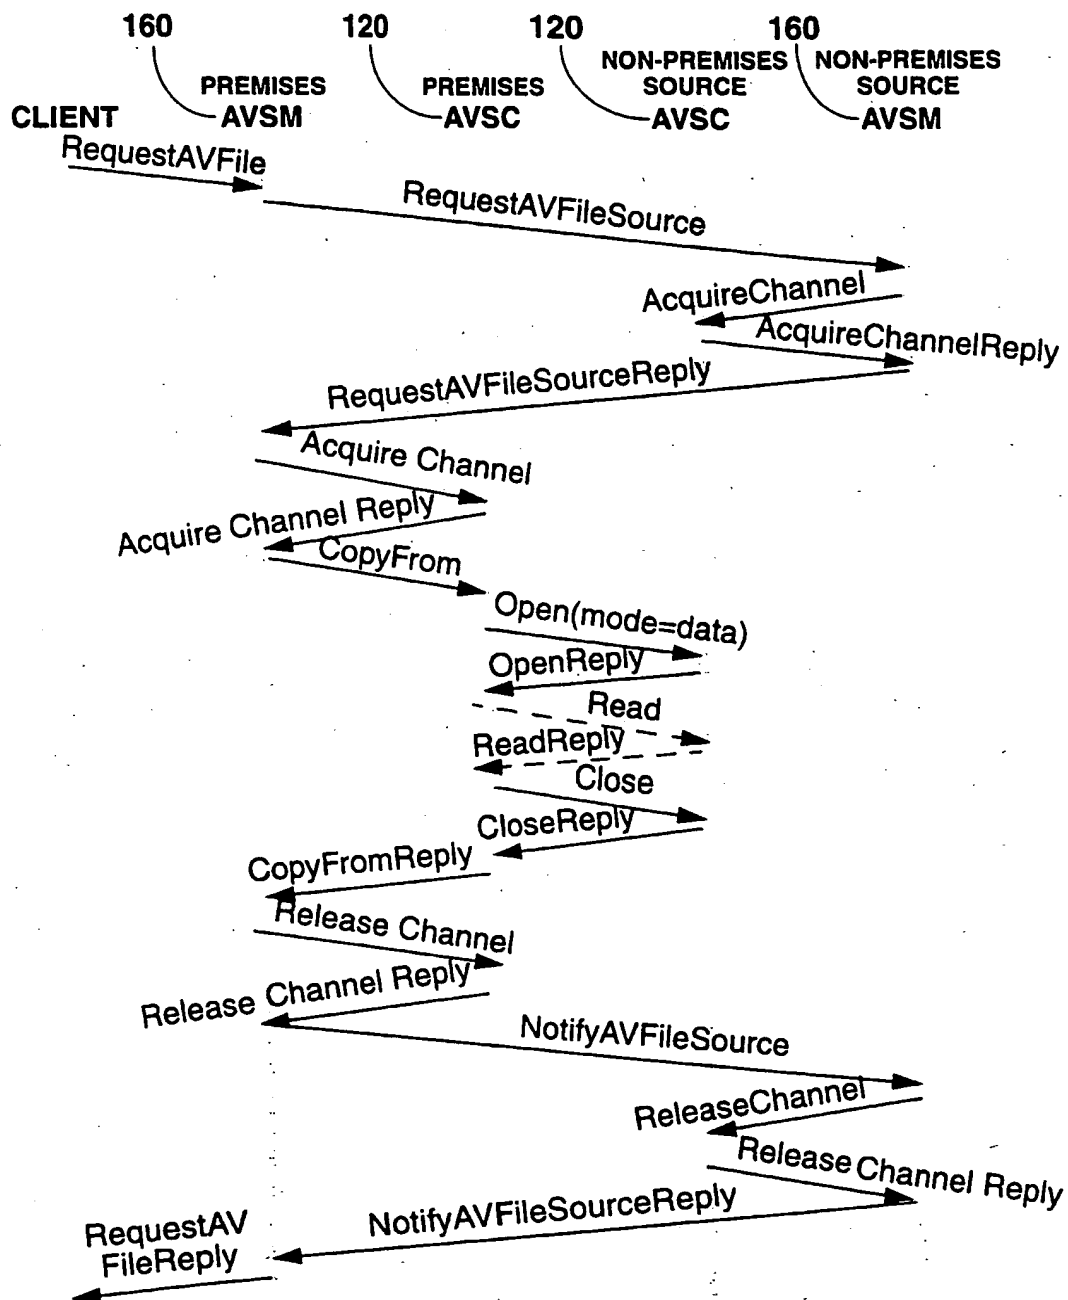 160 120 120 160
NON-PREMISES NON-PREMISES
PREMISES PREMISES SOURCE SOURCE
CLIENT AVSM AVSC AVSC AVSM
RequestAVFile
RequestAVFileSource
AcquireChannel
AcquireChannelReply
RequestAVFileSourceReply
Acquire Channel
Acquire Channel Reply
CopyFrom
Open(mode=data)
OpenReply
Read
ReadReply
Close
CloseReply
CopyFromReply
Release Channel
Release Channel Reply
NotifyAVFileSource
ReleaseChannel
Release Channel Reply
NotifyAVFileSourceReply
RequestAV
FileReply